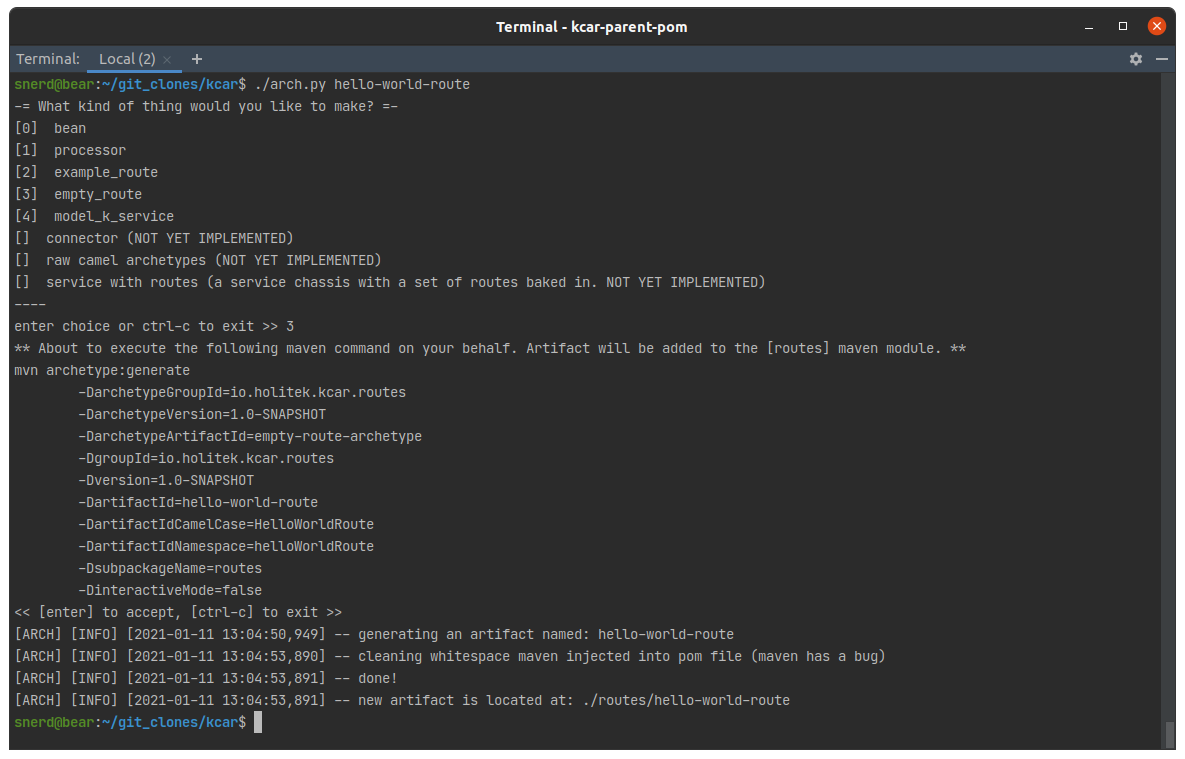 Terminal - kcar-parent-pom
Terminal: Local (2) × +
snerd@bear:~/git_clones/kcar$ ./arch.py hello-world-route
-= What kind of thing would you like to make? =-
[0]  bean
[1]  processor
[2]  example_route
[3]  empty_route
[4]  model_k_service
[]  connector (NOT YET IMPLEMENTED)
[]  raw camel archetypes (NOT YET IMPLEMENTED)
[]  service with routes (a service chassis with a set of routes baked in. NOT YET IMPLEMENTED)
----
enter choice or ctrl-c to exit >> 3
** About to execute the following maven command on your behalf. Artifact will be added to the [routes] maven module. **
mvn archetype:generate
        -DarchetypeGroupId=io.holitek.kcar.routes
        -DarchetypeVersion=1.0-SNAPSHOT
        -DarchetypeArtifactId=empty-route-archetype
        -DgroupId=io.holitek.kcar.routes
        -Dversion=1.0-SNAPSHOT
        -DartifactId=hello-world-route
        -DartifactIdCamelCase=HelloWorldRoute
        -DartifactIdNamespace=helloWorldRoute
        -DsubpackageName=routes
        -DinteractiveMode=false
<< [enter] to accept, [ctrl-c] to exit >>
[ARCH] [INFO] [2021-01-11 13:04:50,949] -- generating an artifact named: hello-world-route
[ARCH] [INFO] [2021-01-11 13:04:53,890] -- cleaning whitespace maven injected into pom file (maven has a bug)
[ARCH] [INFO] [2021-01-11 13:04:53,891] -- done!
[ARCH] [INFO] [2021-01-11 13:04:53,891] -- new artifact is located at: ./routes/hello-world-route
snerd@bear:~/git_clones/kcar$